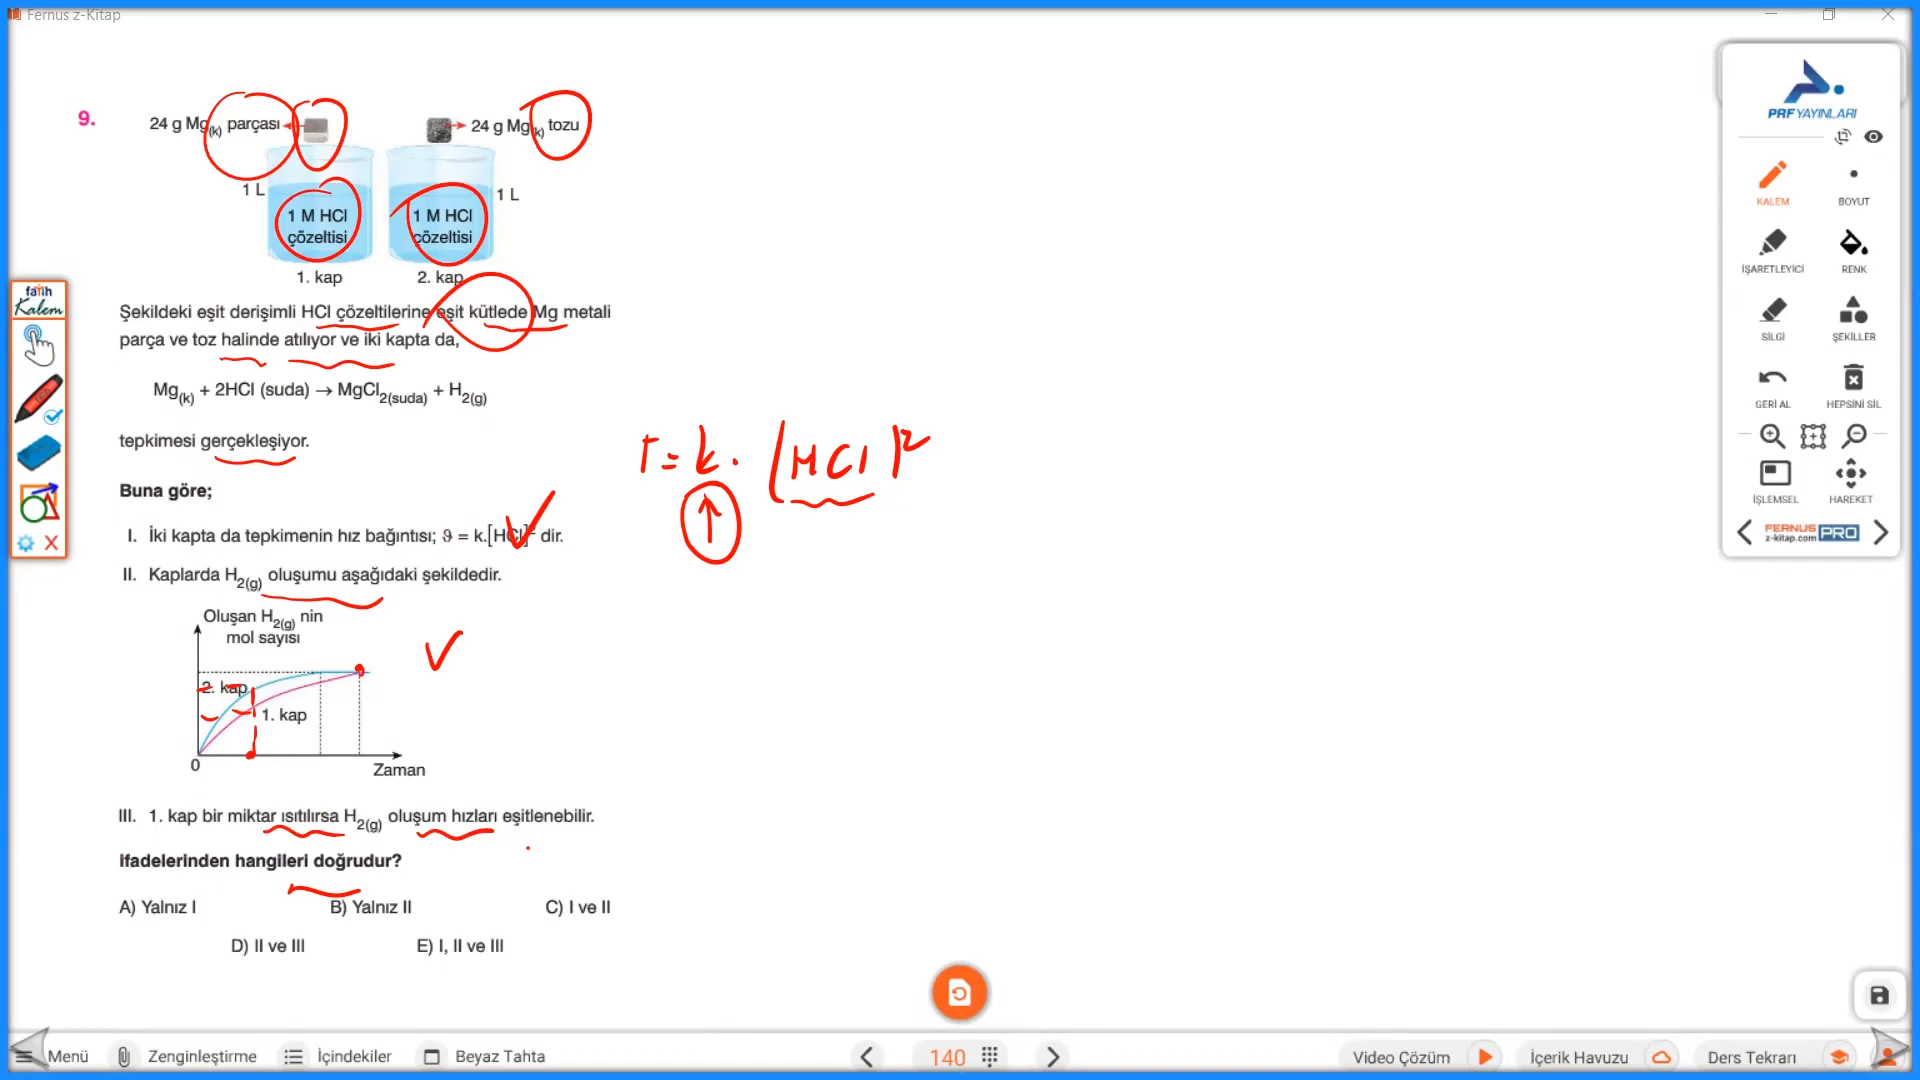 Fernus z-Kitap
9.
24 g Mg(k) parçası
24 g Mg(k) tozu
1 L
1 L
1 M HCl
çözeltisi
1 M HCl
çözeltisi
1. kap
2. kap
Şekildeki eşit derişimli HCl çözeltilerine eşit kütlede Mg metali
parça ve toz halinde atılıyor ve iki kapta da,
Mg(k) + 2HCl (suda) → MgCl2(suda) + H2(g)
tepkimesi gerçekleşiyor.
r = k . [HCl]2
Buna göre;
I. İki kapta da tepkimenin hız bağıntısı; ϑ = k.[HCl]2 dir.
II. Kaplarda H2(g) oluşumu aşağıdaki şekildedir.
Oluşan H2(g) nin
mol sayısı
2. kap
1. kap
0
Zaman
III. 1. kap bir miktar ısıtılırsa H2(g) oluşum hızları eşitlenebilir.
ifadelerinden hangileri doğrudur?
A) Yalnız I
B) Yalnız II
C) I ve II
D) II ve III
E) I, II ve III
fatih
Kalem
PRF YAYINLARI
KALEM
BOYUT
İŞARETLEYİCİ
RENK
SİLGİ
ŞEKİLLER
GERİ AL
HEPSİNİ SİL
İŞLEMSEL
HAREKET
FERNUS
z-kitap.com
PRO
Menü
Zenginleştirme
İçindekiler
Beyaz Tahta
140
Video Çözüm
İçerik Havuzu
Ders Tekrarı